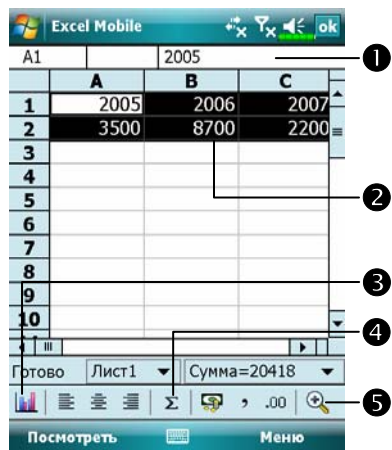 Excel Mobile ok
A1 2005 1
A B C
1 2005 2006 2007
2 3500 8700 2200
3
2
4
5
6
7
8
3
9
10
4
Готово Лист1 Сумма=20418
Σ , .00 5
Посмотреть Меню